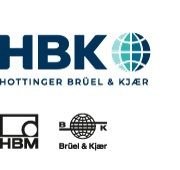 HBK
HOTTINGER BRÜEL & KJÆR
HBM
B K
Brüel & Kjær